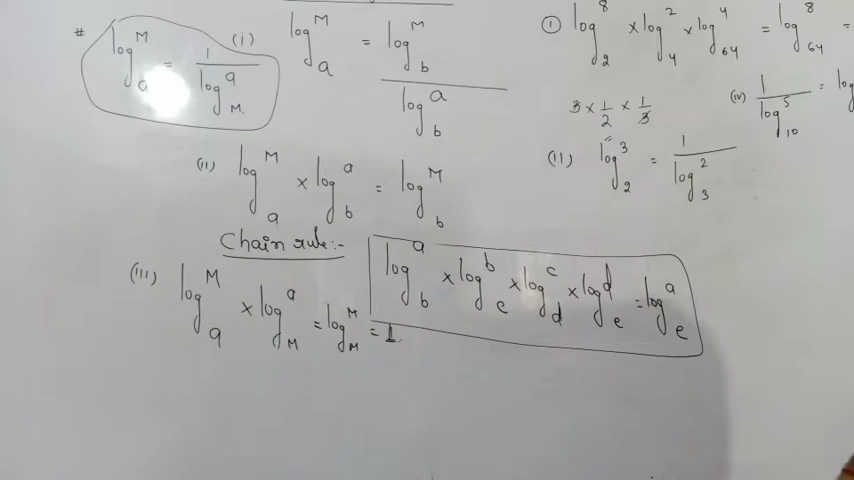 # log_a^M = 1 / log_M^a
(i) log_a^M = log_b^M / log_b^a
(ii) log_a^M × log_b^a = log_b^M
Chain rule:-
(iii) log_a^M × log_M^a = log_M^M = 1.
log_b^a × log_c^b × log_d^c × log_e^d = log_e^a
① log_2^8 × log_4^2 × log_64^4 = log_64^8 =
3 × 1/2 × 1/3
(iv) 1 / log_10^5 =
(ii) log_2^3 = 1 / log_3^2